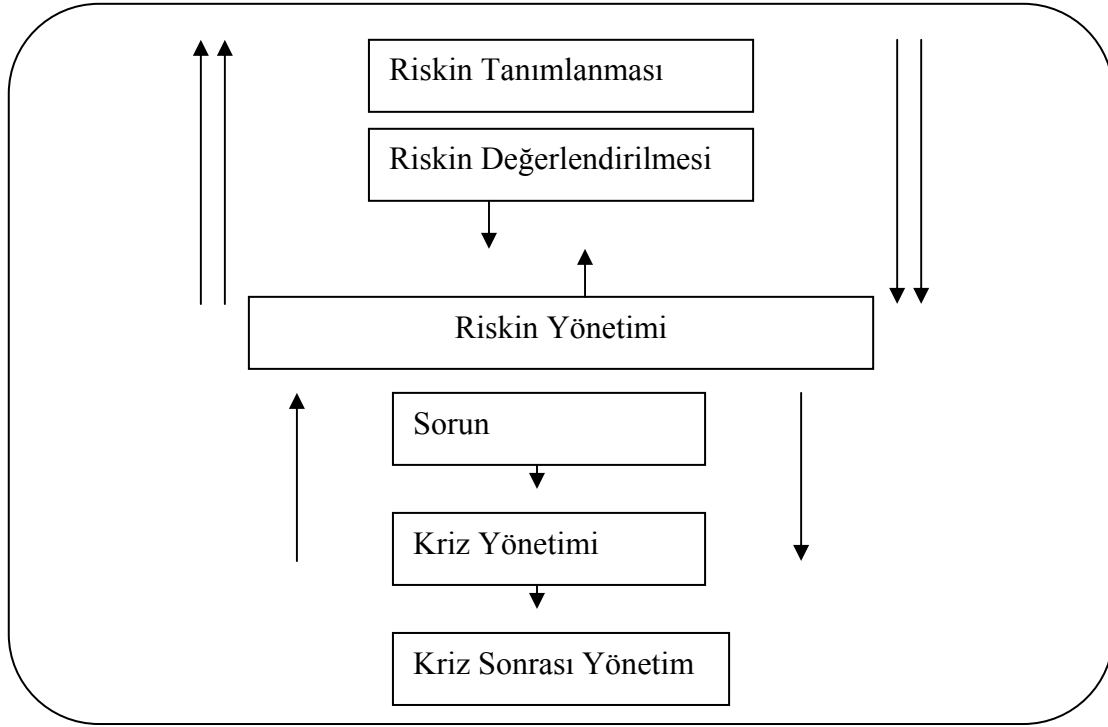 Riskin Tanımlanması
Riskin Değerlendirilmesi
Riskin Yönetimi
Sorun
Kriz Yönetimi
Kriz Sonrası Yönetim